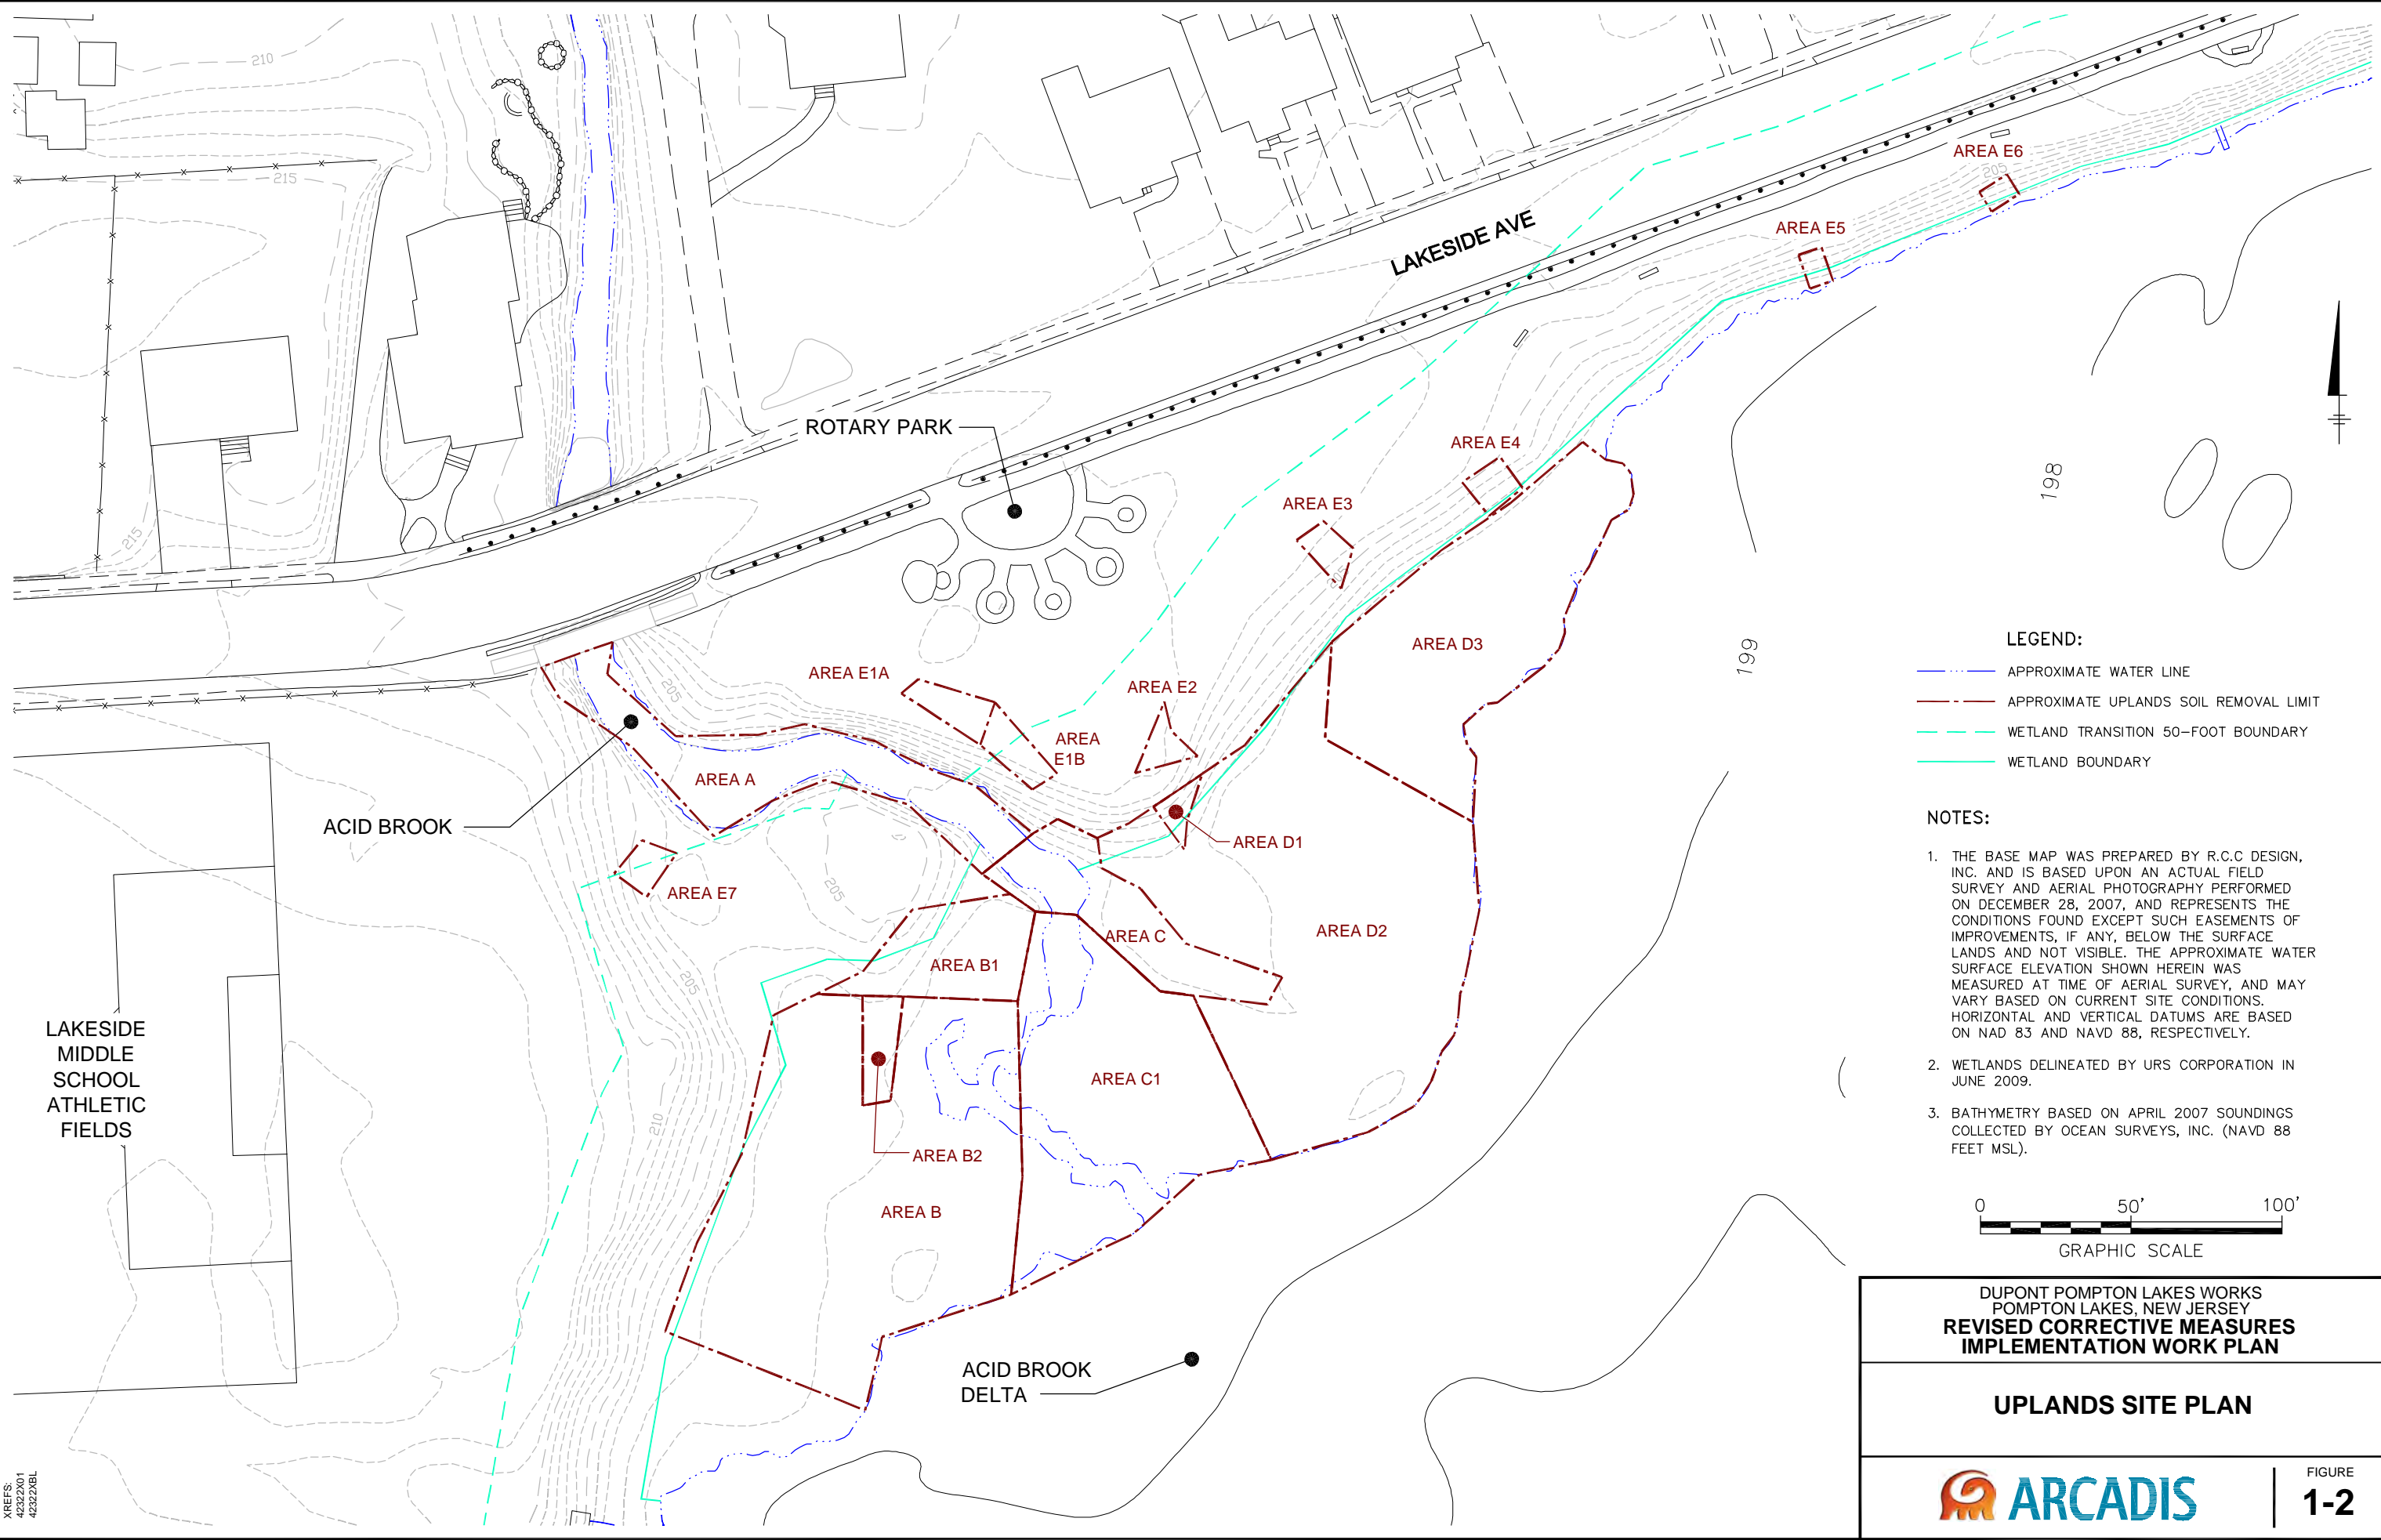 210
215
215
LAKESIDE AVE
AREA E6
205
AREA E5
ROTARY PARK
AREA E4
198
AREA E3
205
AREA D3
199
AREA E1A
205
AREA E2
AREA
E1B
AREA A
ACID BROOK
AREA D1
AREA E7
205
AREA D2
AREA C
AREA B1
205
LAKESIDE
MIDDLE
SCHOOL
ATHLETIC
FIELDS
AREA C1
210
AREA B2
AREA B
ACID BROOK
DELTA
LEGEND:
APPROXIMATE WATER LINE
APPROXIMATE UPLANDS SOIL REMOVAL LIMIT
WETLAND TRANSITION 50-FOOT BOUNDARY
WETLAND BOUNDARY
NOTES:
1. THE BASE MAP WAS PREPARED BY R.C.C DESIGN,
INC. AND IS BASED UPON AN ACTUAL FIELD
SURVEY AND AERIAL PHOTOGRAPHY PERFORMED
ON DECEMBER 28, 2007, AND REPRESENTS THE
CONDITIONS FOUND EXCEPT SUCH EASEMENTS OF
IMPROVEMENTS, IF ANY, BELOW THE SURFACE
LANDS AND NOT VISIBLE. THE APPROXIMATE WATER
SURFACE ELEVATION SHOWN HEREIN WAS
MEASURED AT TIME OF AERIAL SURVEY, AND MAY
VARY BASED ON CURRENT SITE CONDITIONS.
HORIZONTAL AND VERTICAL DATUMS ARE BASED
ON NAD 83 AND NAVD 88, RESPECTIVELY.
2. WETLANDS DELINEATED BY URS CORPORATION IN
JUNE 2009.
3. BATHYMETRY BASED ON APRIL 2007 SOUNDINGS
COLLECTED BY OCEAN SURVEYS, INC. (NAVD 88
FEET MSL).
0 50' 100'
GRAPHIC SCALE
DUPONT POMPTON LAKES WORKS
POMPTON LAKES, NEW JERSEY
REVISED CORRECTIVE MEASURES
IMPLEMENTATION WORK PLAN
UPLANDS SITE PLAN
ARCADIS
FIGURE
1-2
XREFS:
42322X01
42322XBL